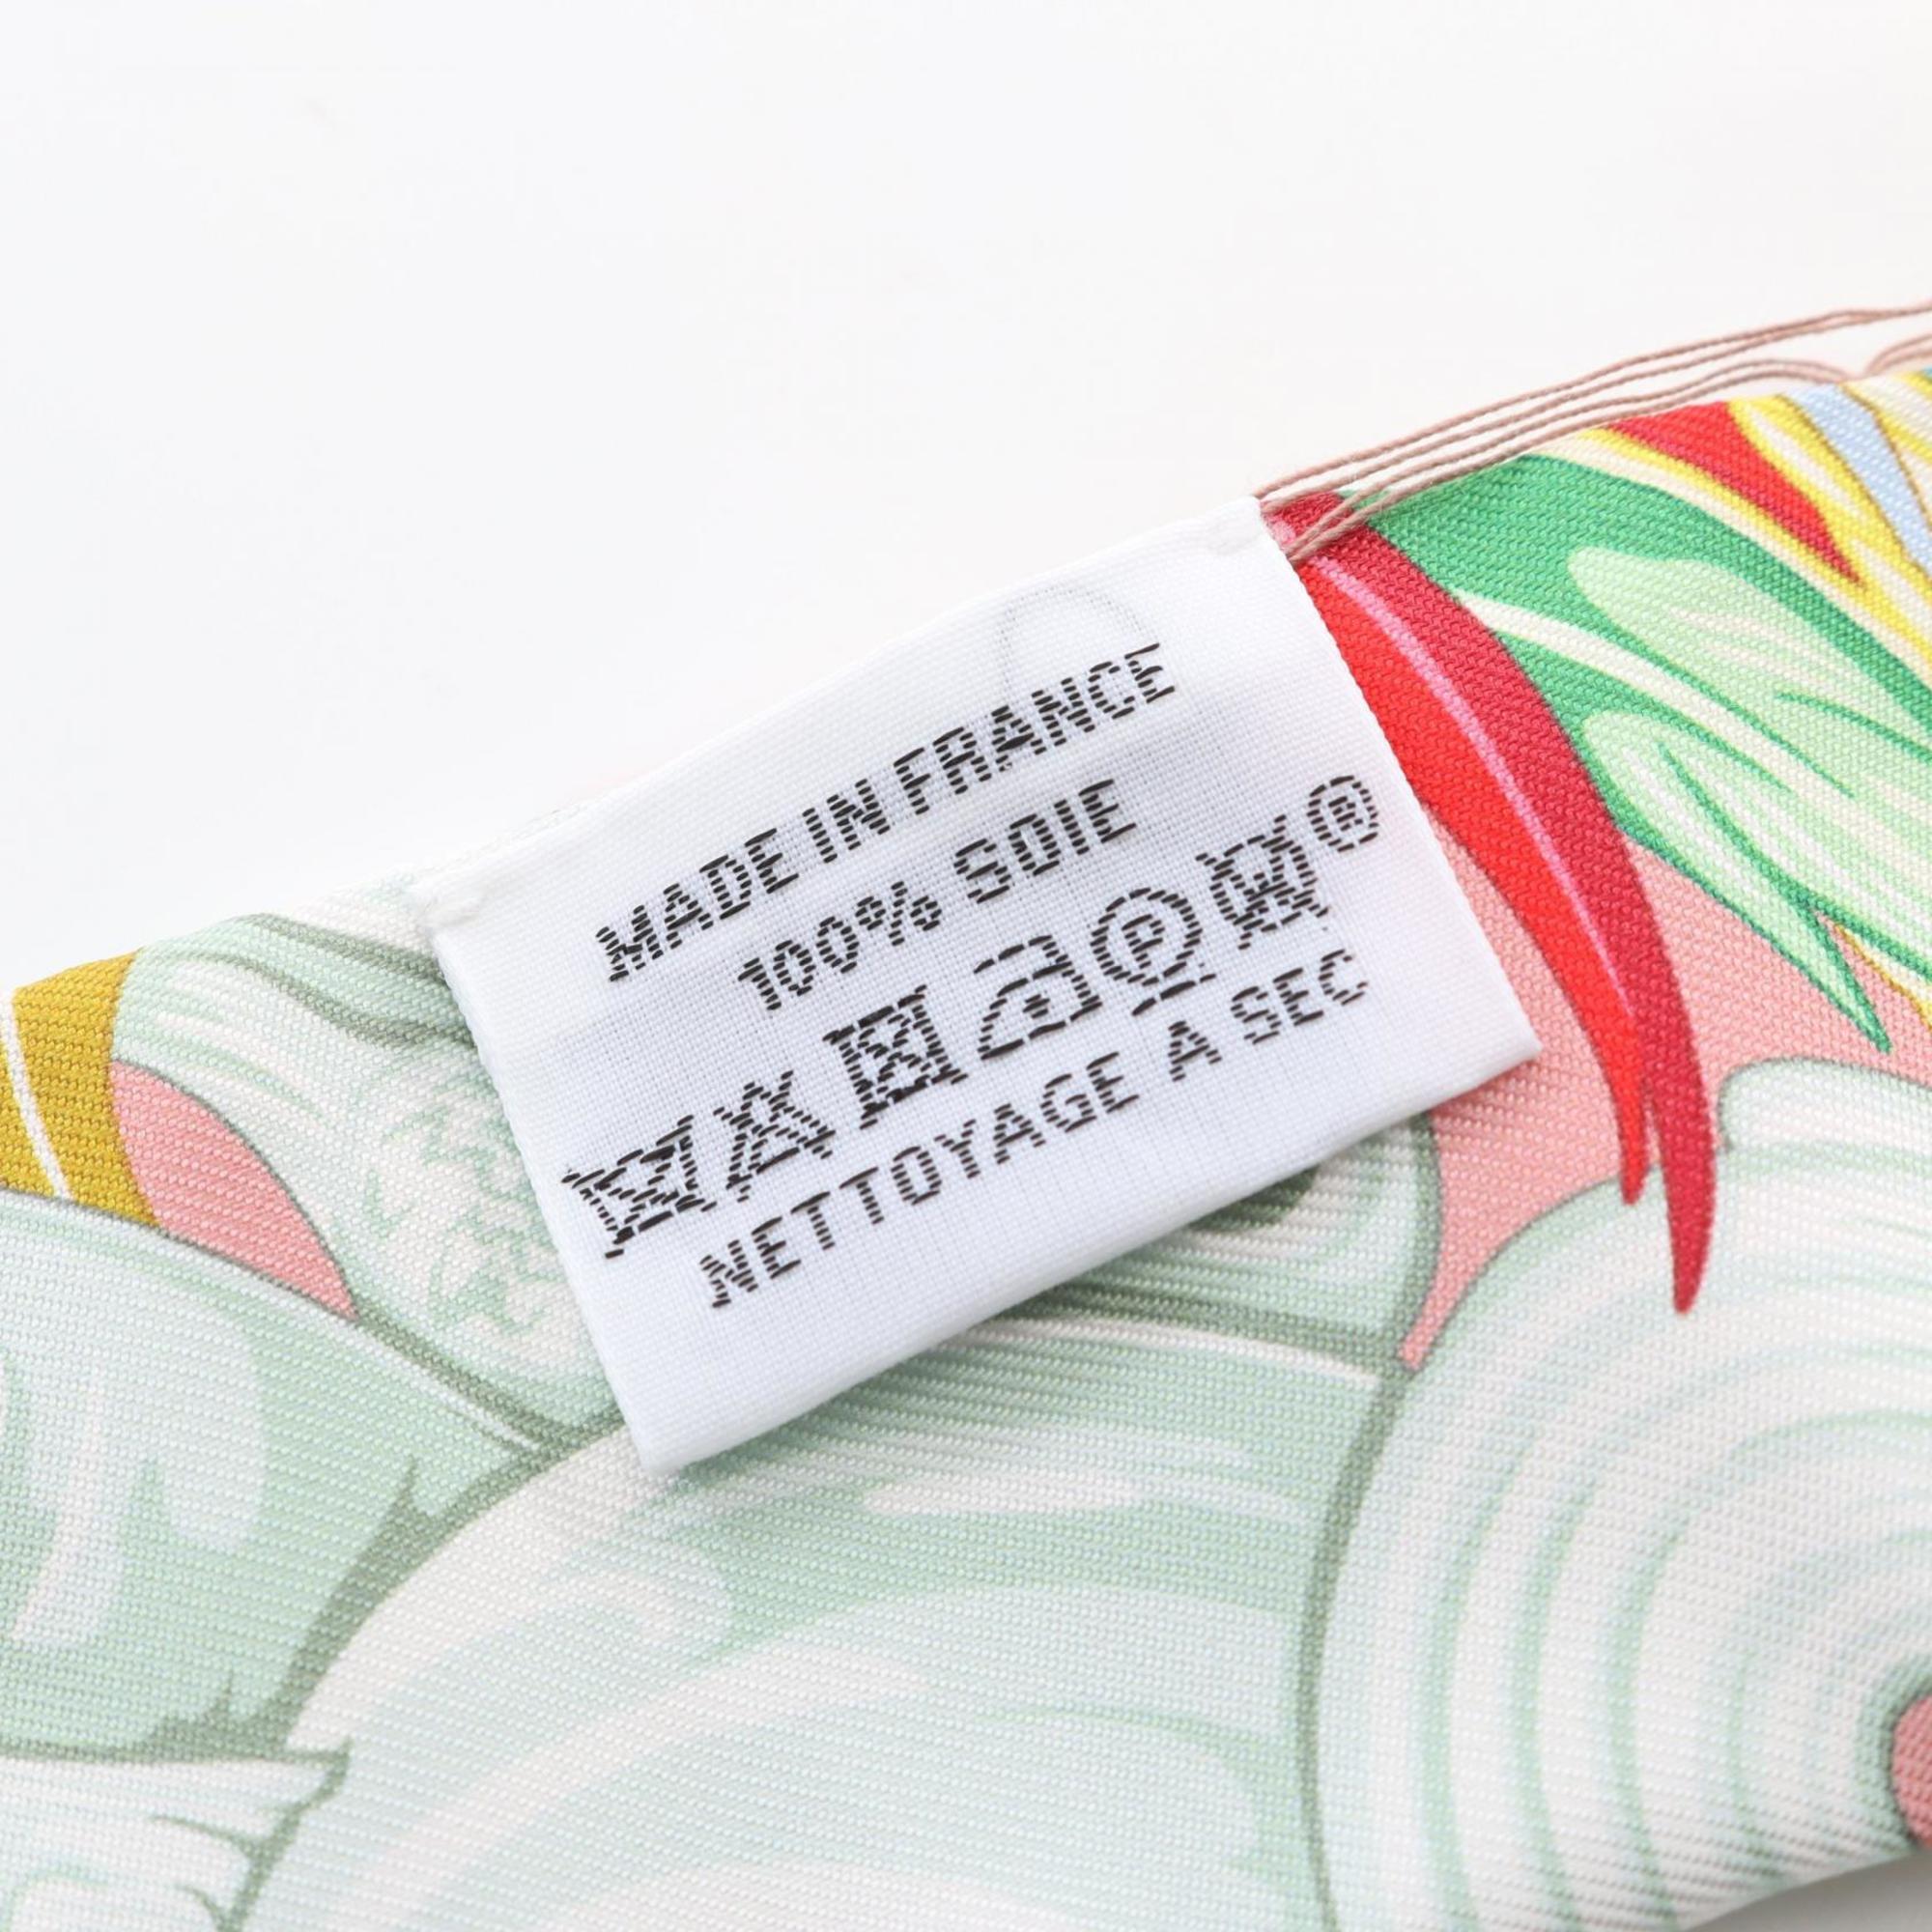 MADE IN FRANCE
100% SOIE
P W ®
NETTOYAGE A SEC